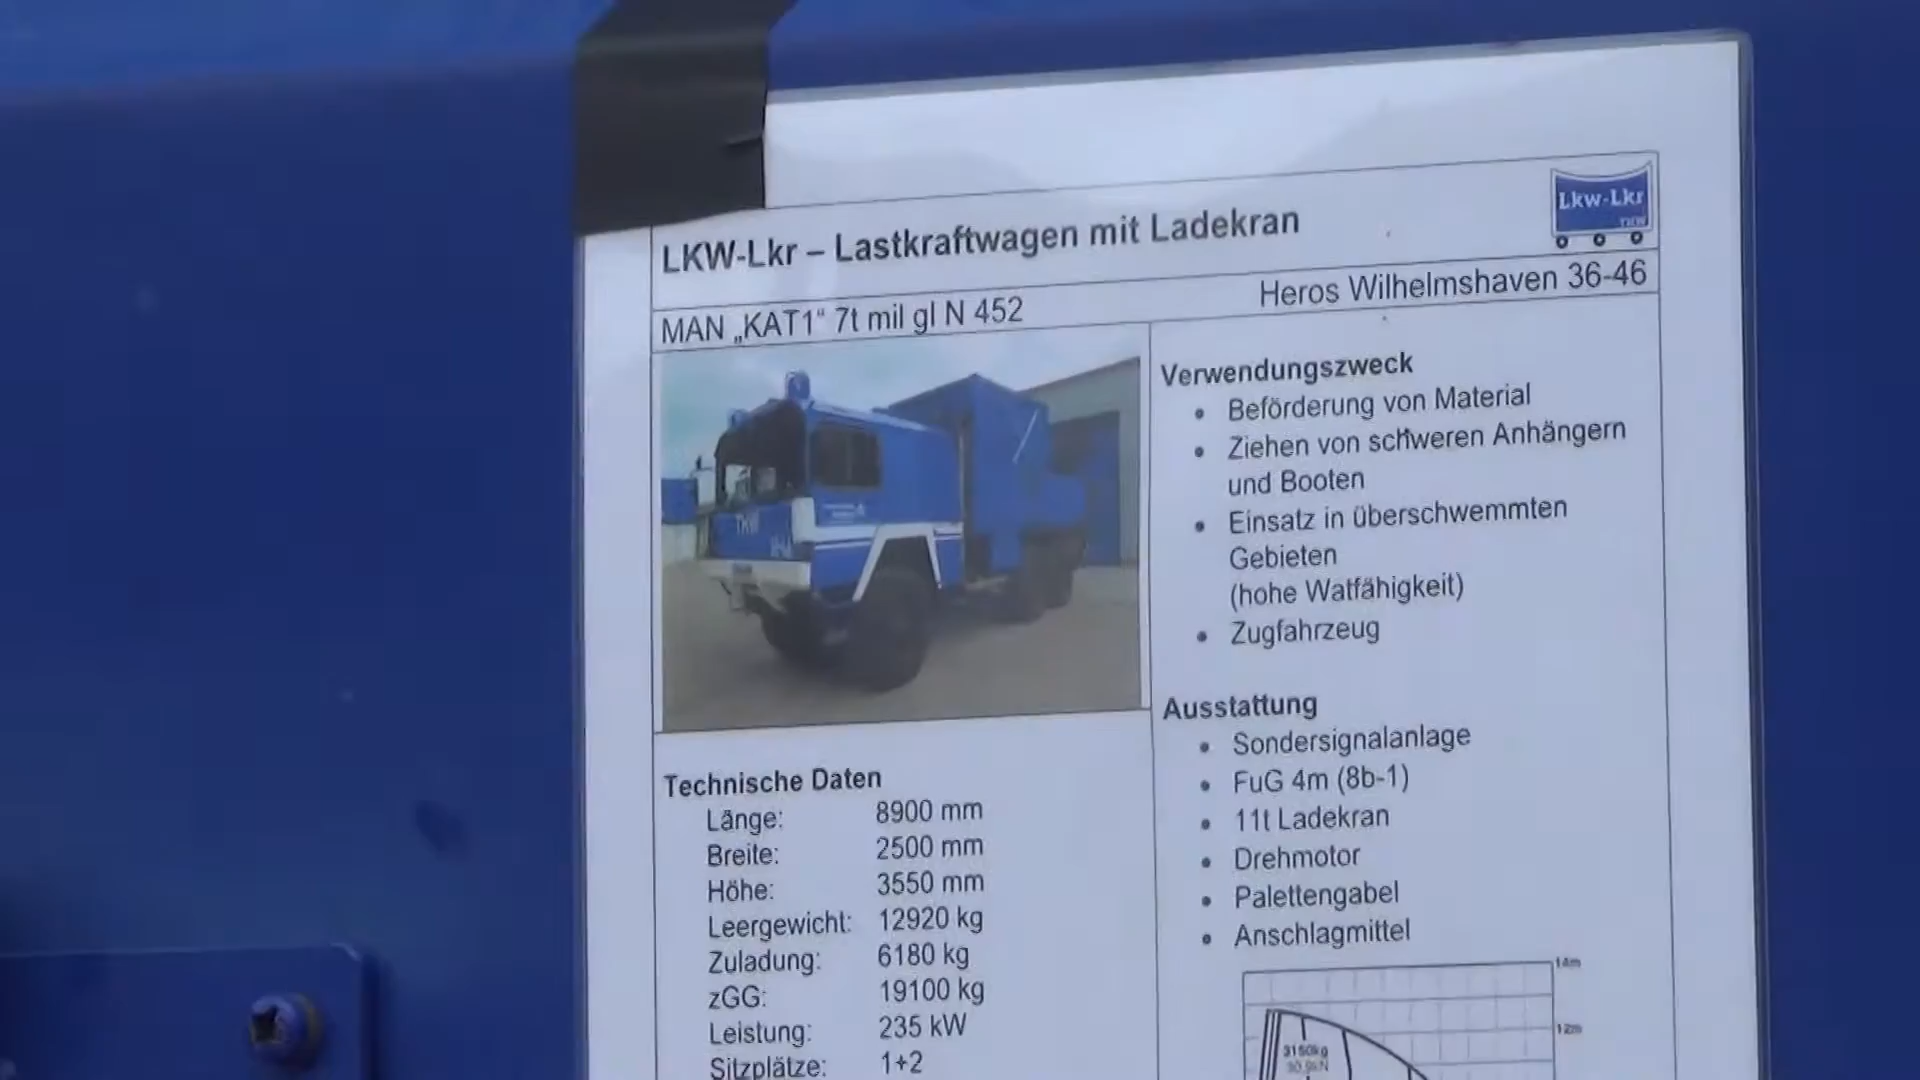 LKW-Lkr – Lastkraftwagen mit Ladekran
Lkw-Lkr
THW
MAN „KAT1“ 7t mil gl N 452
Heros Wilhelmshaven 36-46
THW
Verwendungszweck
• Beförderung von Material
• Ziehen von schweren Anhängern
und Booten
• Einsatz in überschwemmten
Gebieten
(hohe Watfähigkeit)
• Zugfahrzeug
Ausstattung
• Sondersignalanlage
• FuG 4m (8b-1)
• 11t Ladekran
• Drehmotor
• Palettengabel
• Anschlagmittel
Technische Daten
Länge: 8900 mm
Breite: 2500 mm
Höhe: 3550 mm
Leergewicht: 12920 kg
Zuladung: 6180 kg
zGG: 19100 kg
Leistung: 235 kW
Sitzplätze: 1+2
14m
12m
3150kg